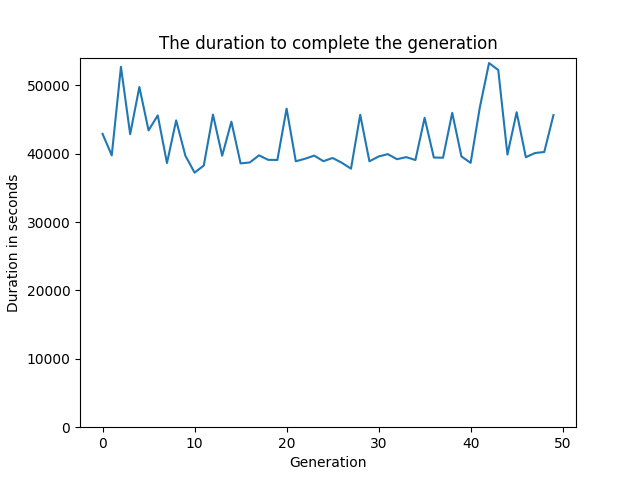 The duration to complete the generation
Duration in seconds
50000
40000
30000
20000
10000
0
0 10 20 30 40 50
Generation